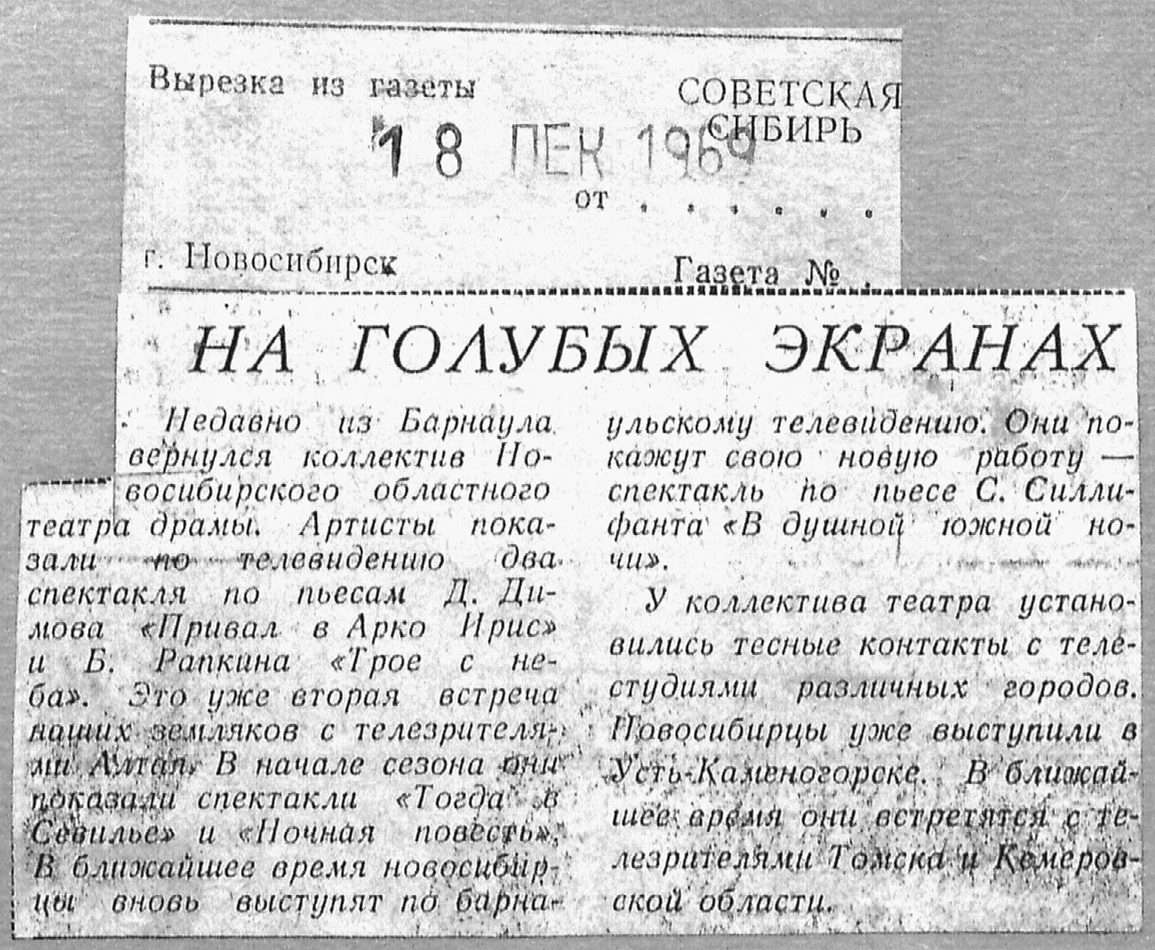 Вырезка из газеты
СОВЕТСКАЯ
СИБИРЬ
18 ДЕК 1969
от . . . . . .
г. Новосибирск
Газета № .
НА ГОЛУБЫХ ЭКРАНАХ
Недавно из Барнаула
вернулся коллектив Но-
восибирского областного
театра драмы. Артисты пока-
зали по телевидению два
спектакля по пьесам Д. Ди-
мова «Привал в Арко Ирис»
и Б. Рапкина «Трое с не-
ба». Это уже вторая встреча
наших земляков с телезрителя-
ми Алтая. В начале сезона они
показали спектакли «Тогда в
Севилье» и «Ночная повесть».
В ближайшее время новосибир-
цы вновь выступят по барна-
ульскому телевидению. Они по-
кажут свою новую работу —
спектакль по пьесе С. Силли-
фанта «В душной южной но-
чи».
У коллектива театра устано-
вились тесные контакты с теле-
студиями различных городов.
Новосибирцы уже выступили в
Усть-Каменогорске. В ближай-
шее время они встретятся с те-
лезрителями Томска и Кемеров-
ской области.